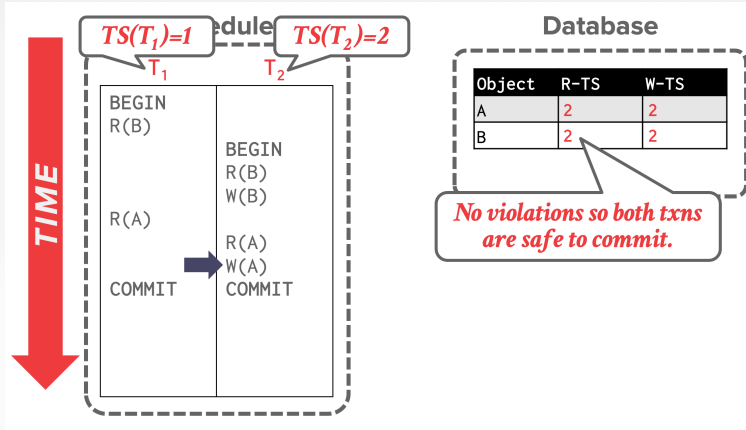 TS(T1)=1
edule
TS(T2)=2
T1
T2
TIME
BEGIN
R(B)
BEGIN
R(B)
W(B)
R(A)
R(A)
W(A)
COMMIT
COMMIT
Database
Object R-TS W-TS
A 2 2
B 2 2
No violations so both txns
are safe to commit.